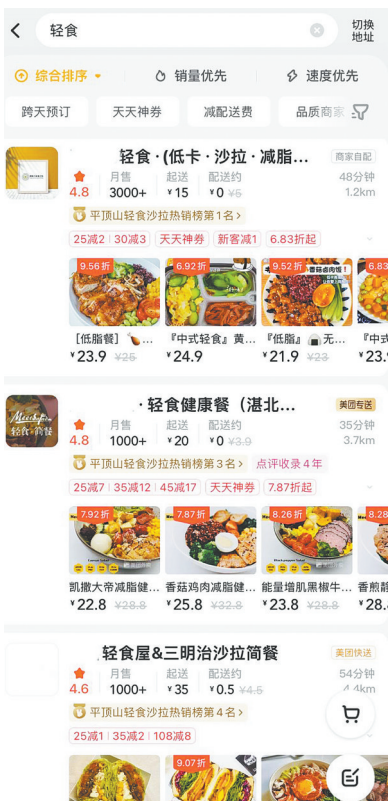 轻食
切换
地址
综合排序
销量优先
速度优先
跨天预订
天天神券
减配送费
品质商家
轻食·(低卡·沙拉·减脂...
商家自配
月售
起送
配送约
48分钟
4.8
3000+
¥15
¥0 ¥5
1.2km
平顶山轻食沙拉热销榜第1名>
25减2 30减3
天天神券
新客减1
6.83折起
9.56折
6.92折
9.52折
香菇卤肉饭!
6.83
[低脂餐] ...
『中式轻食』黄...
『低脂』 无...
『中式
¥23.9 ¥25
¥24.9
¥21.9 ¥23
¥23.
·轻食健康餐(湛北...
美团专送
轻食·简餐
月售
起送
配送约
35分钟
4.8
1000+
¥20
¥0 ¥3.9
3.7km
平顶山轻食沙拉热销榜第3名>
点评收录4年
25减7 35减12 45减17
天天神券
7.87折起
7.92折
7.87折
8.26折
8.28
凯撒大帝减脂健...
香菇鸡肉减脂健...
能量增肌黑椒牛...
香煎
¥22.8 ¥28.8
¥25.8 ¥32.8
¥23.8 ¥28.8
¥28.
轻食屋&三明治沙拉简餐
美团快送
月售
起送
配送约
54分钟
4.6
1000+
¥35
¥0.5 ¥4.5
4.4km
平顶山轻食沙拉热销榜第4名>
25减1 35减2 108减8
9.07折